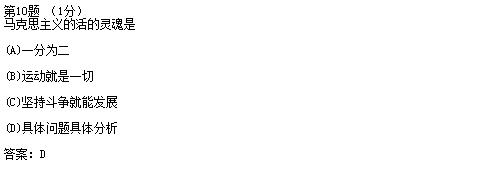 第10题 （1分）
马克思主义的活的灵魂是
(A)一分为二
(B)运动就是一切
(C)坚持斗争就能发展
(D)具体问题具体分析
答案：D